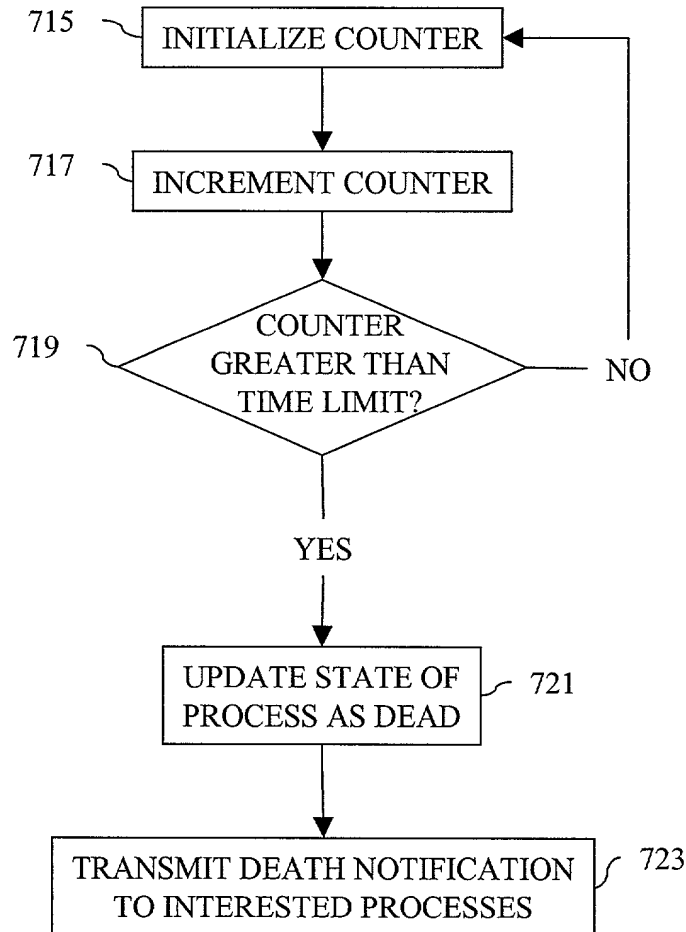 715
INITIALIZE COUNTER
717
INCREMENT COUNTER
719
COUNTER
GREATER THAN
TIME LIMIT?
NO
YES
UPDATE STATE OF
PROCESS AS DEAD
721
TRANSMIT DEATH NOTIFICATION
TO INTERESTED PROCESSES
723